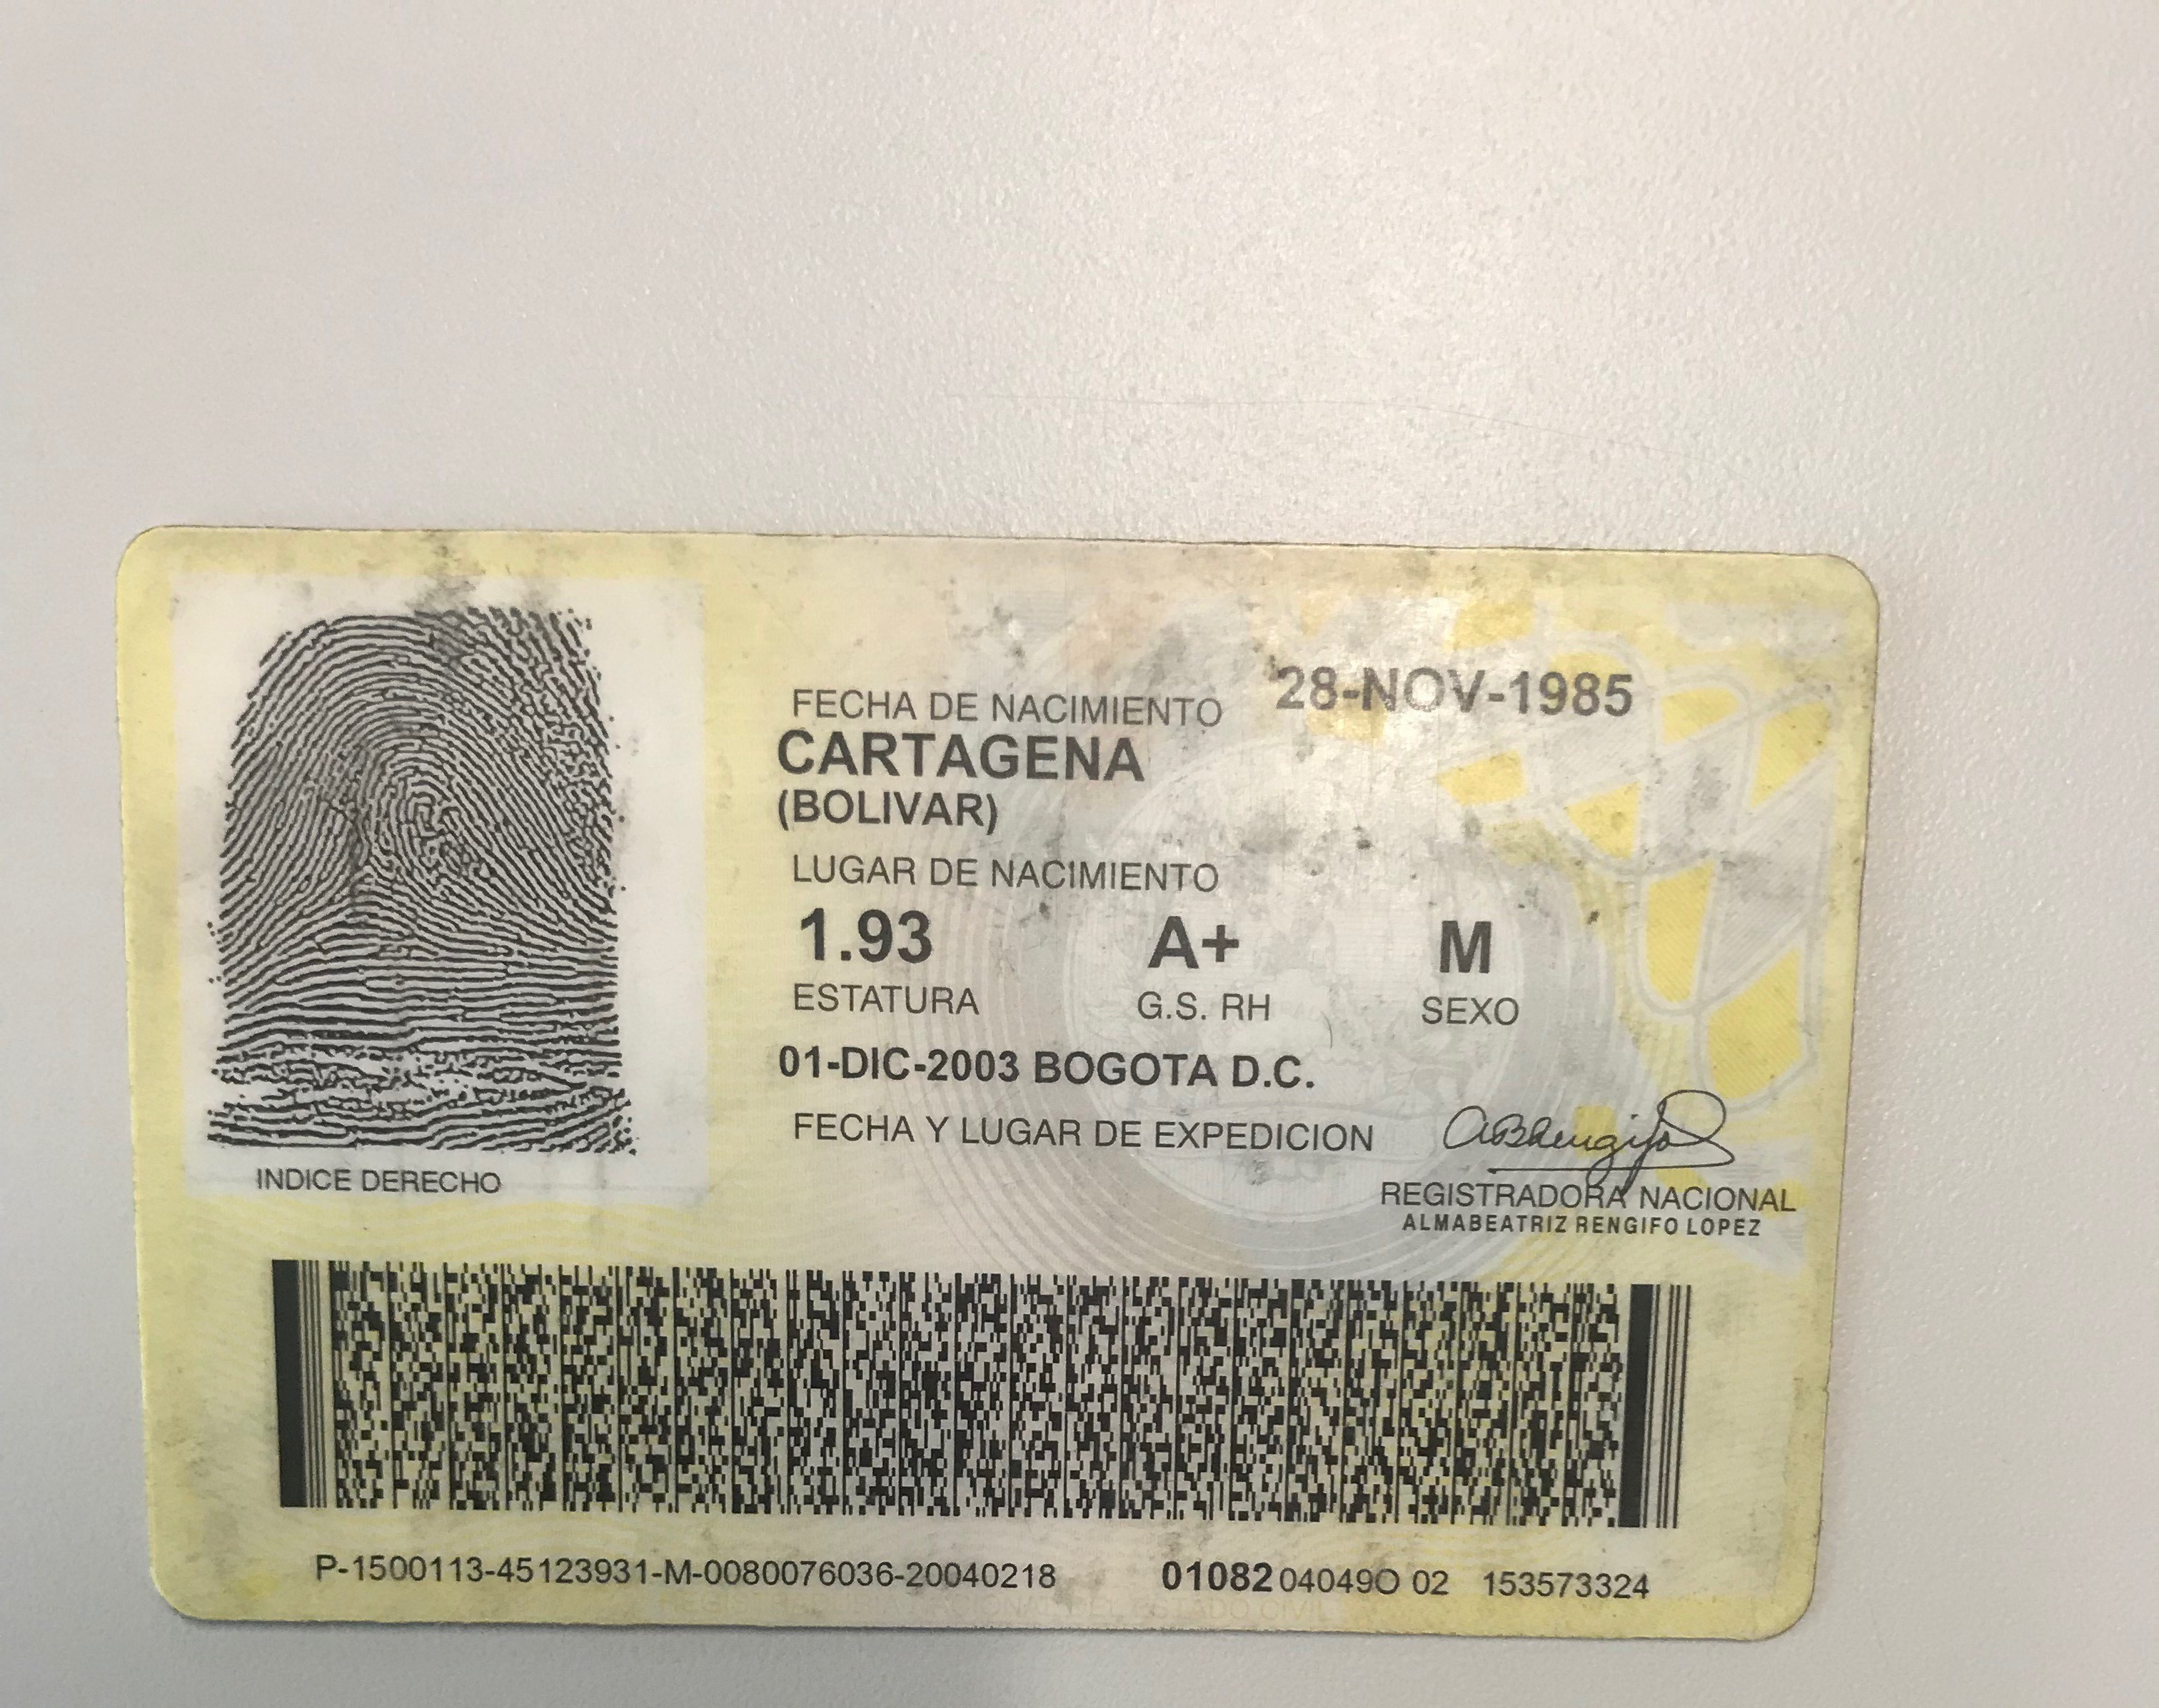 28-NOV-1985
FECHA DE NACIMIENTO
CARTAGENA
(BOLIVAR)
LUGAR DE NACIMIENTO
1.93 A+ M
ESTATURA G.S. RH SEXO
01-DIC-2003 BOGOTA D.C.
FECHA Y LUGAR DE EXPEDICION
INDICE DERECHO
REGISTRADORA NACIONAL
ALMABEATRIZ RENGIFO LOPEZ
P-1500113-45123931-M-0080076036-20040218 01082 04049O 02 153573324